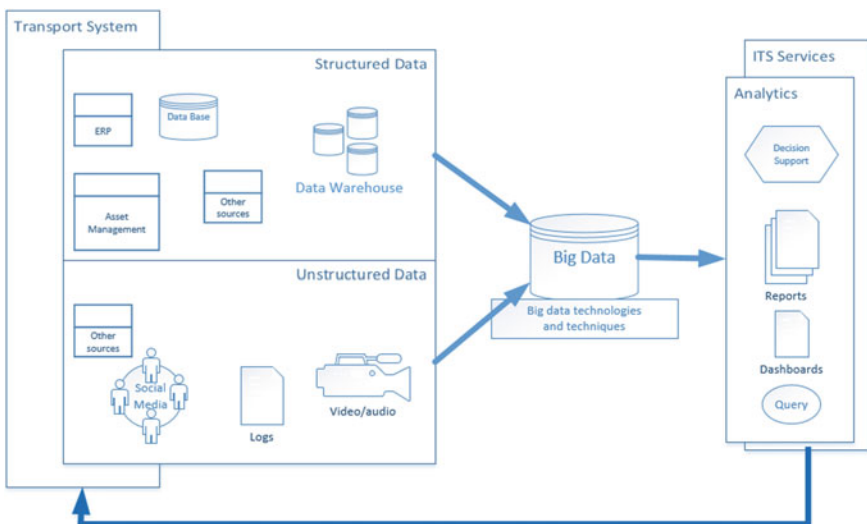 Transport System
Structured Data
ERP
Data Base
Data Warehouse
Asset
Management
Other
sources
Unstructured Data
Other
sources
Social
Media
Logs
Video/audio
Big Data
Big data technologies
and techniques
ITS Services
Analytics
Decision
Support
Reports
Dashboards
Query